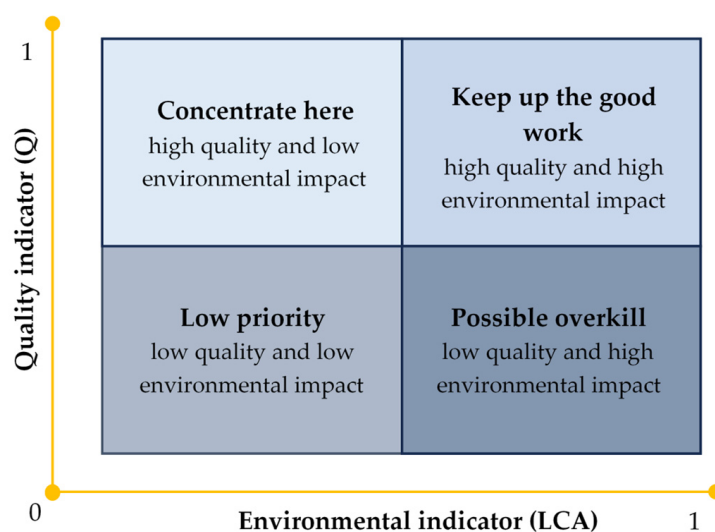 1
Quality indicator (Q)
Concentrate here
high quality and low
environmental impact
Keep up the good
work
high quality and high
environmental impact
Low priority
low quality and low
environmental impact
Possible overkill
low quality and high
environmental impact
0
Environmental indicator (LCA)
1